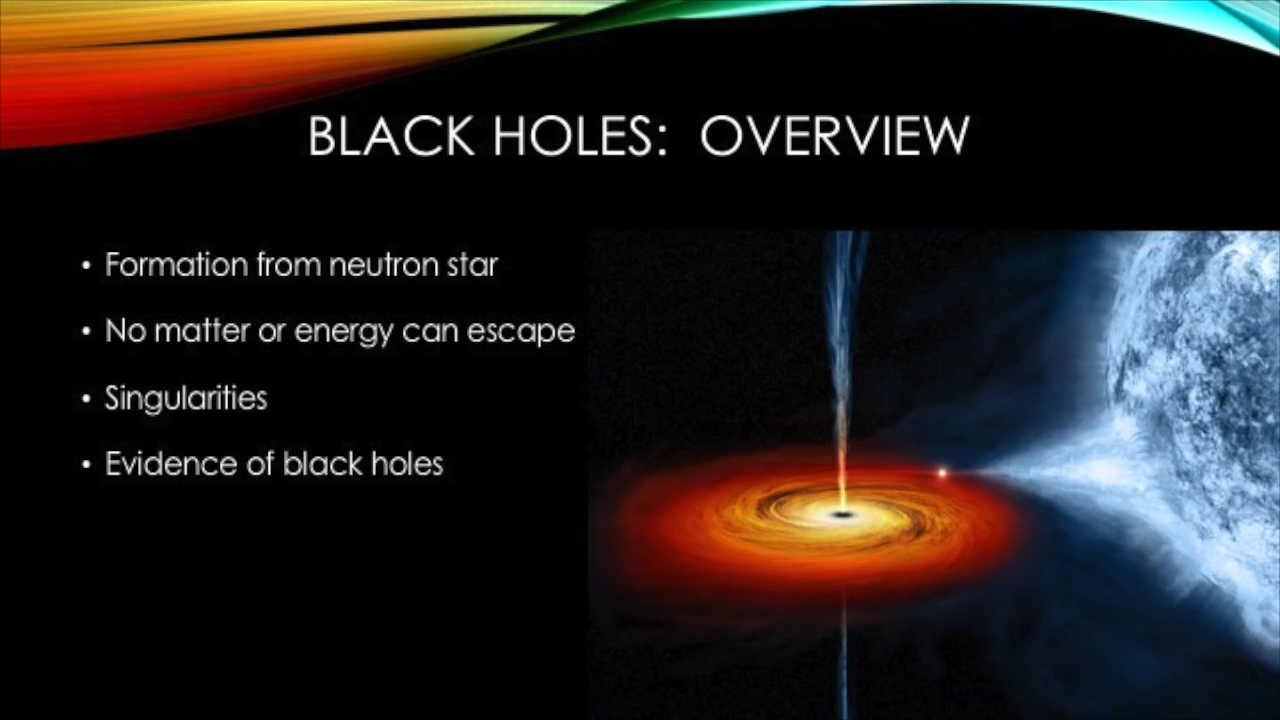 BLACK HOLES:  OVERVIEW
• Formation from neutron star
• No matter or energy can escape
• Singularities
• Evidence of black holes